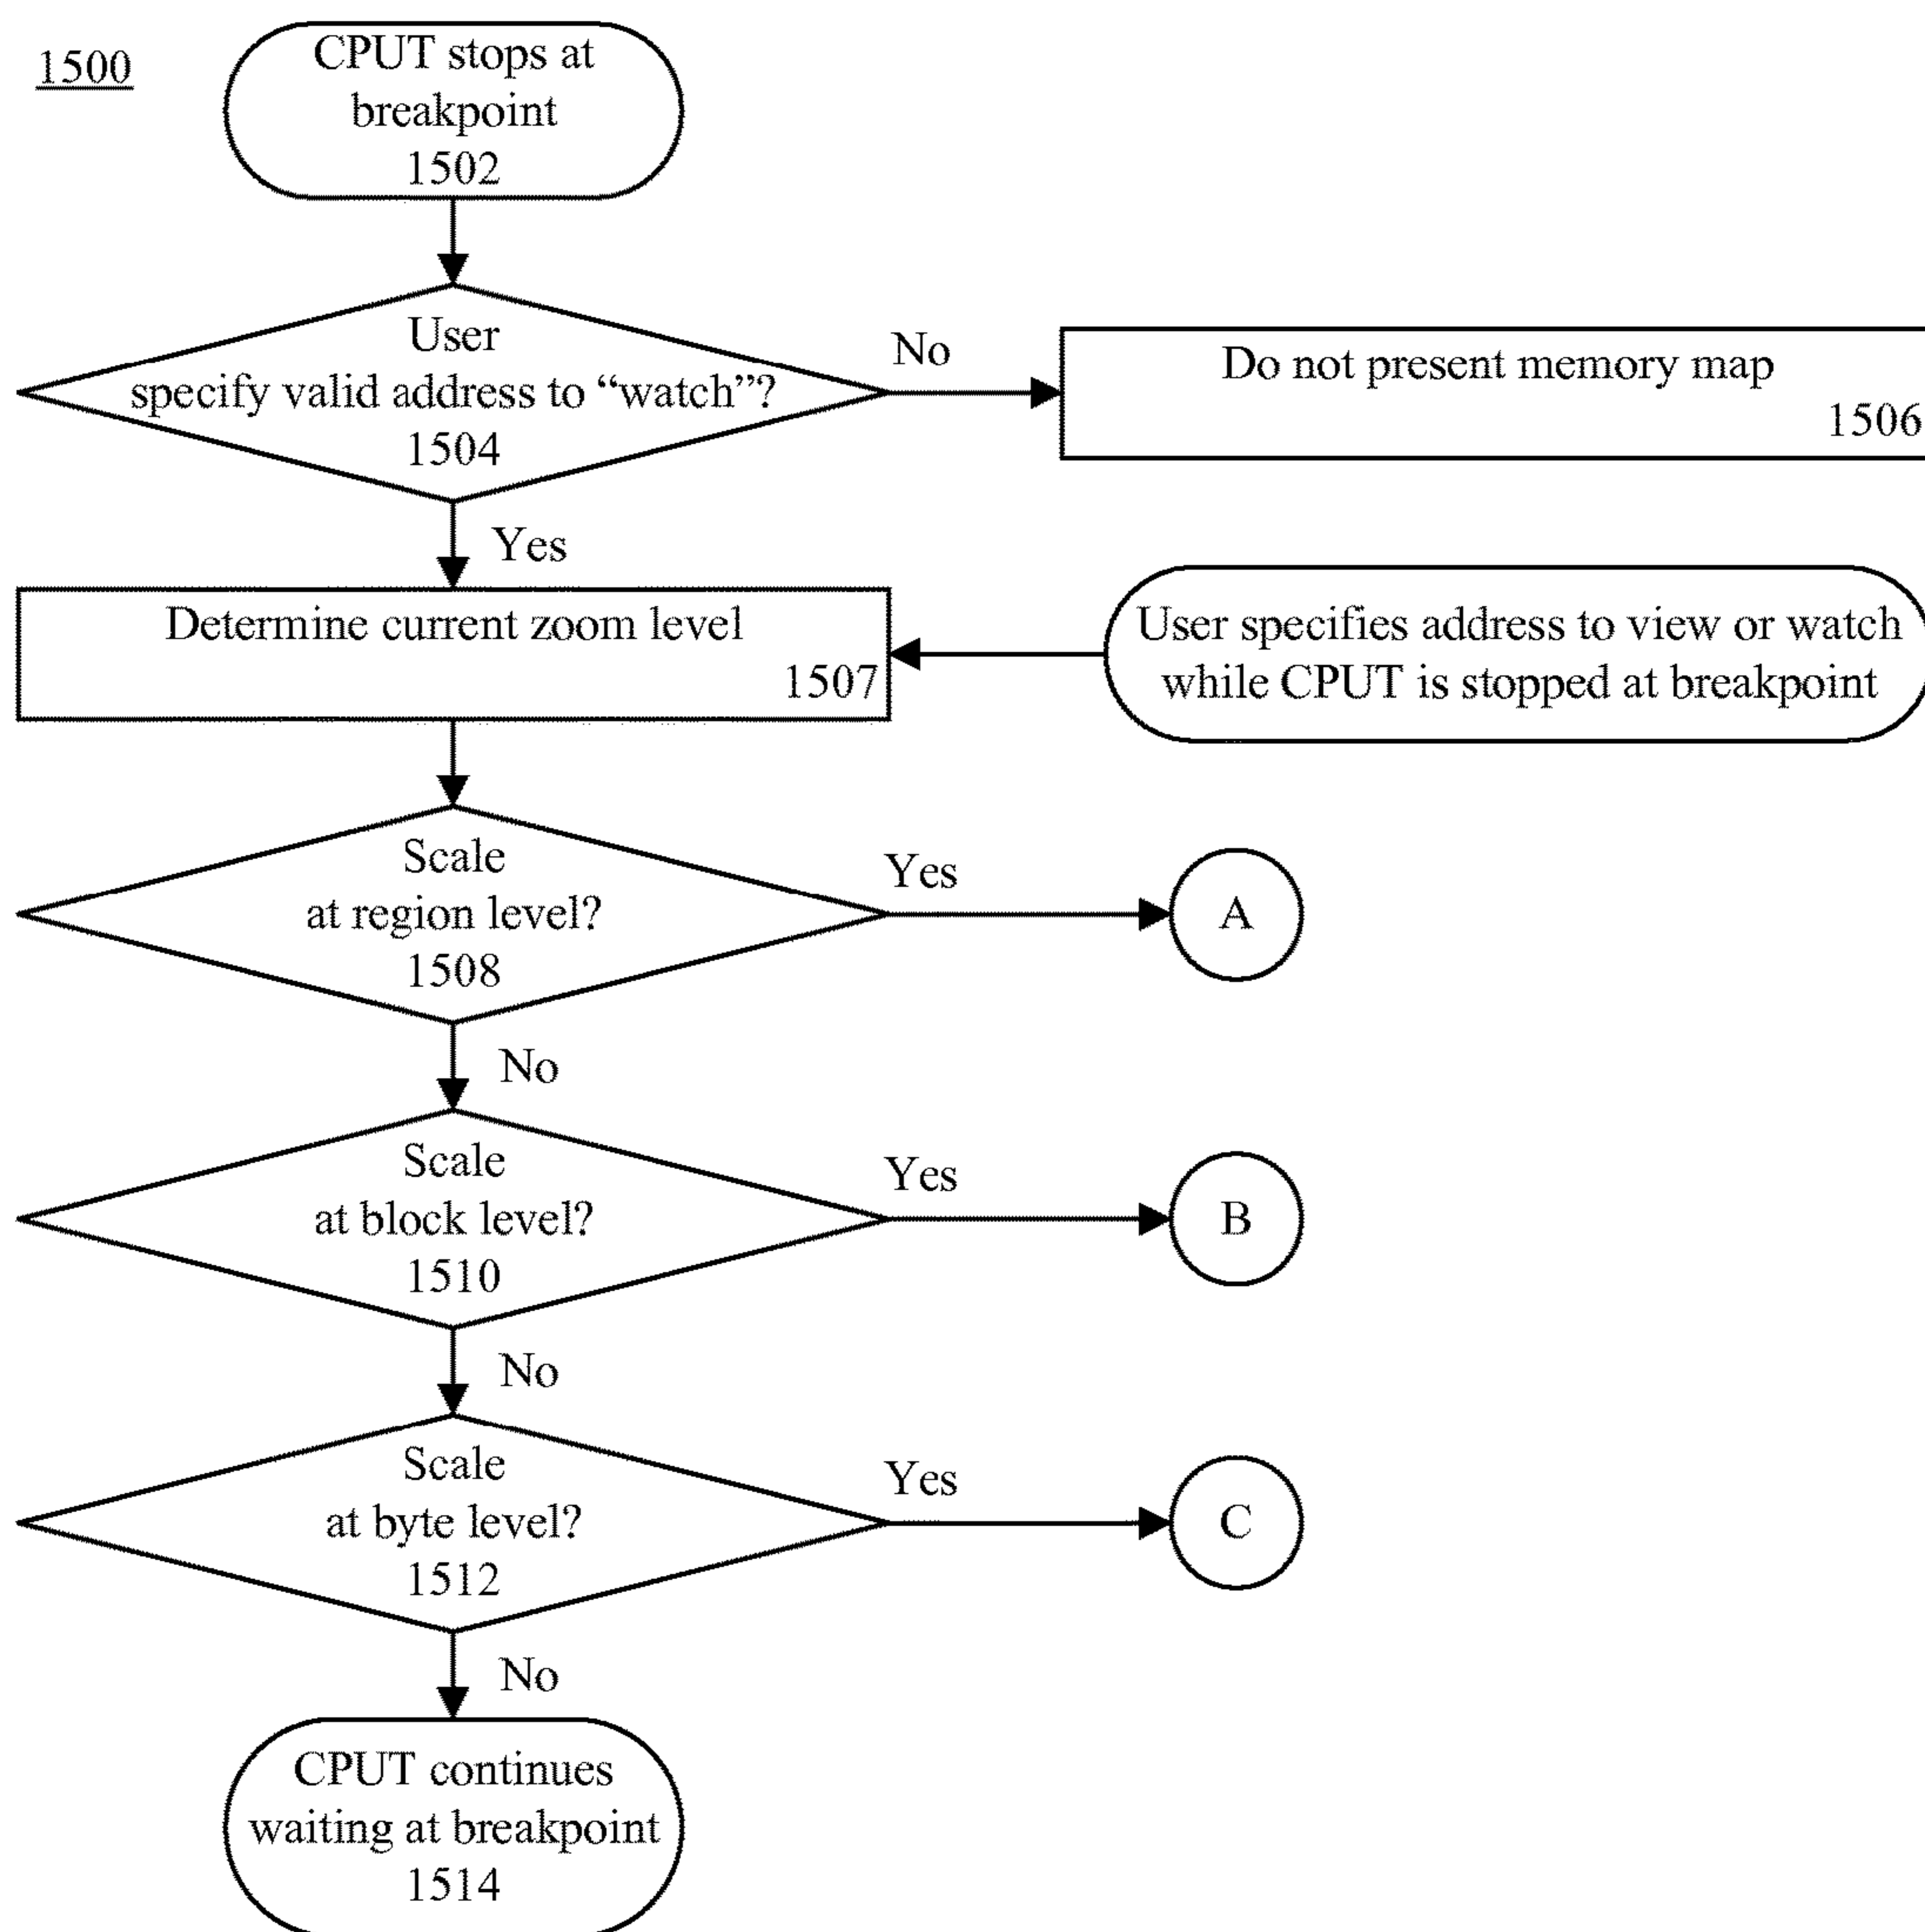 1500
CPUT stops at
breakpoint
1502
User
specify valid address to “watch”?
1504
No
Do not present memory map
1506
Yes
Determine current zoom level
1507
User specifies address to view or watch
while CPUT is stopped at breakpoint
Scale
at region level?
1508
Yes
A
No
Scale
at block level?
1510
Yes
B
No
Scale
at byte level?
1512
Yes
C
No
CPUT continues
waiting at breakpoint
1514